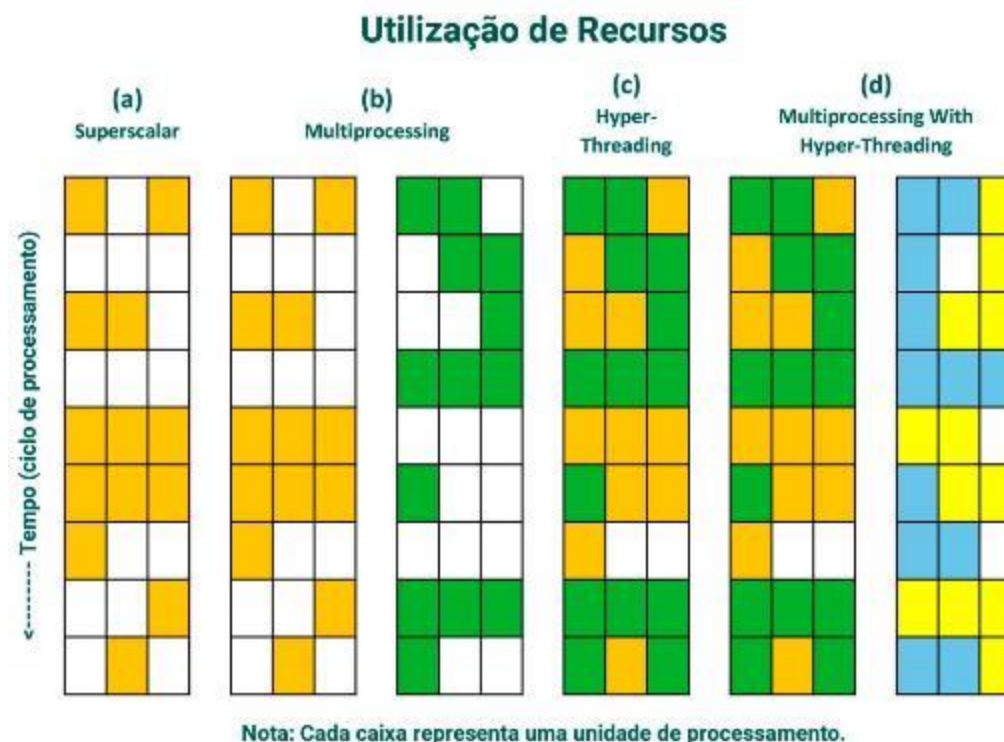 Utilização de Recursos
(a)
Superscalar
(b)
Multiprocessing
(c)
Hyper-
Threading
(d)
Multiprocessing With
Hyper-Threading
<-------- Tempo (ciclo de processamento)
Nota: Cada caixa representa uma unidade de processamento.